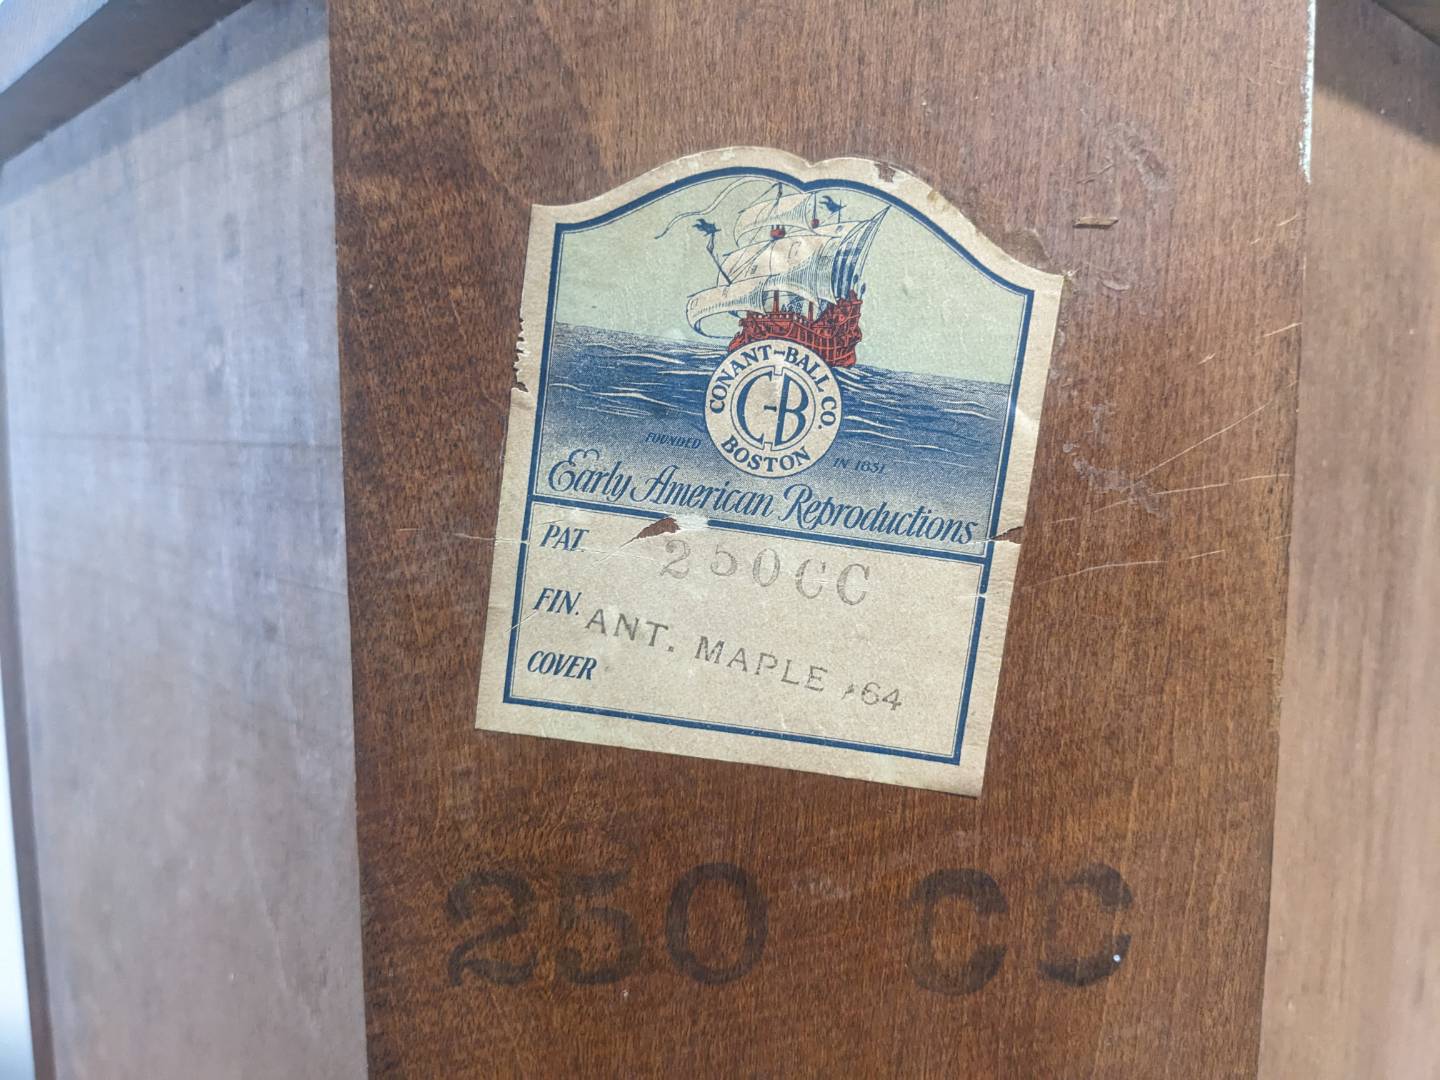 CONANT-BALL CO.
C-B
BOSTON
FOUNDED IN 1851
Early American Reproductions
PAT. 250CC
FIN. ANT. MAPLE #64
COVER
250 CC